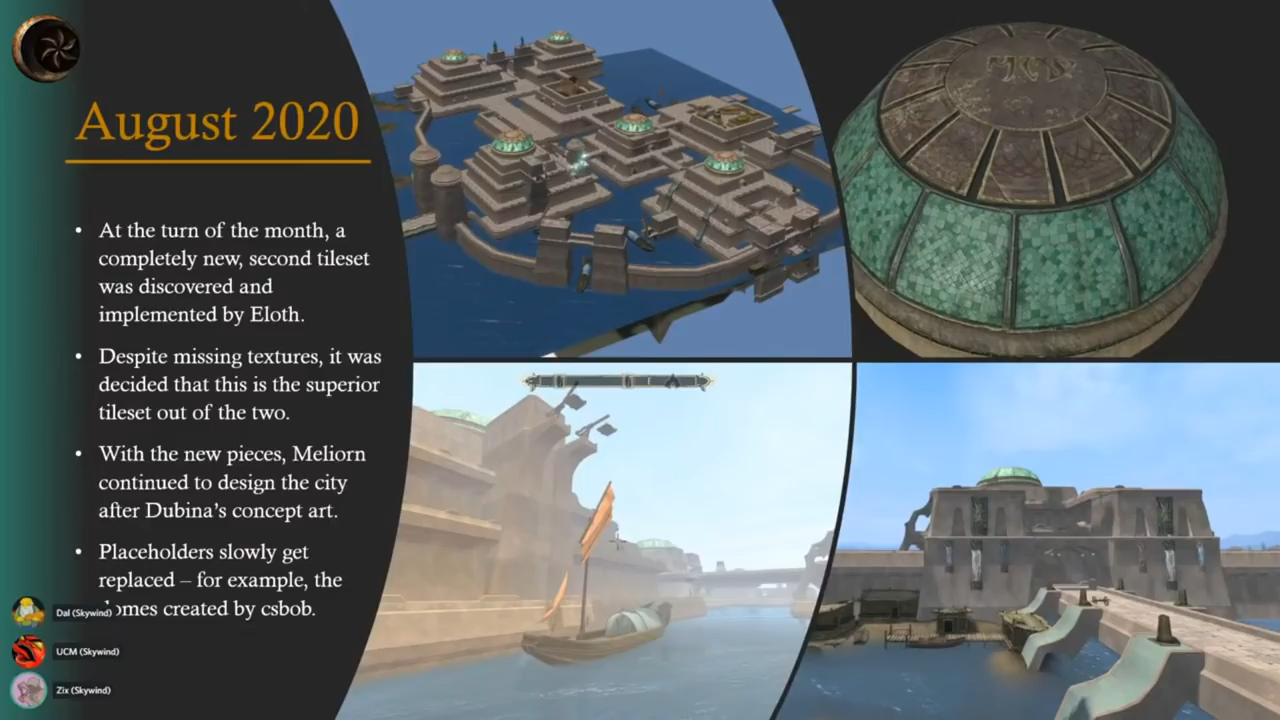 August 2020
• At the turn of the month, a
completely new, second tileset
was discovered and
implemented by Eloth.
• Despite missing textures, it was
decided that this is the superior
tileset out of the two.
• With the new pieces, Meliorn
continued to design the city
after Dubina's concept art.
• Placeholders slowly get
replaced – for example, the
domes created by csbob.
Dal (Skywind)
UCM (Skywind)
Zix (Skywind)